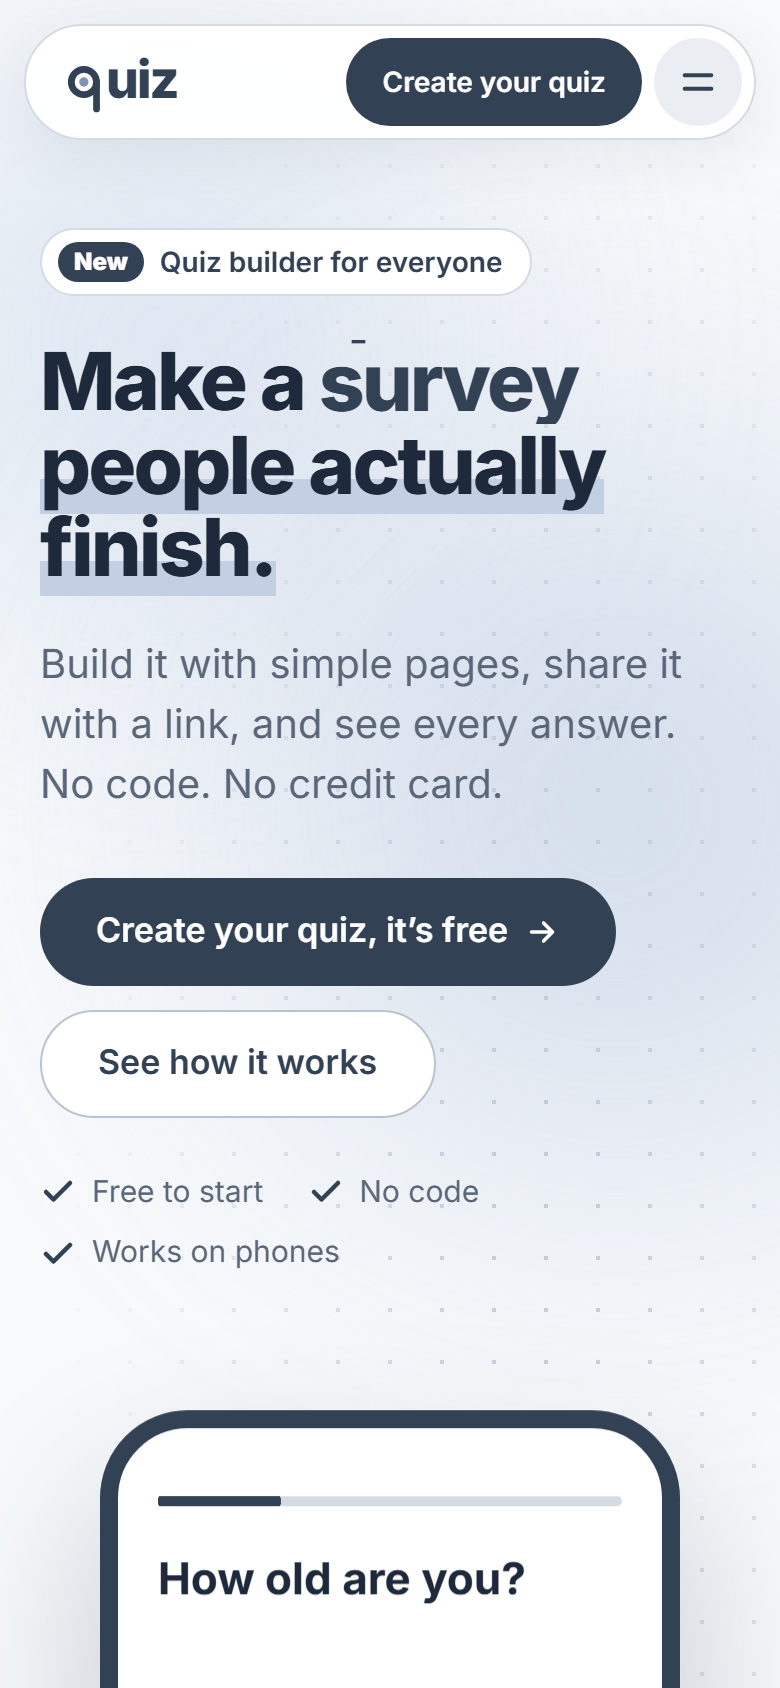 quiz
Create your quiz
New Quiz builder for everyone
Make a survey
people actually
finish.
Build it with simple pages, share it
with a link, and see every answer.
No code. No credit card.
Create your quiz, it’s free →
See how it works
Free to start No code
Works on phones
How old are you?